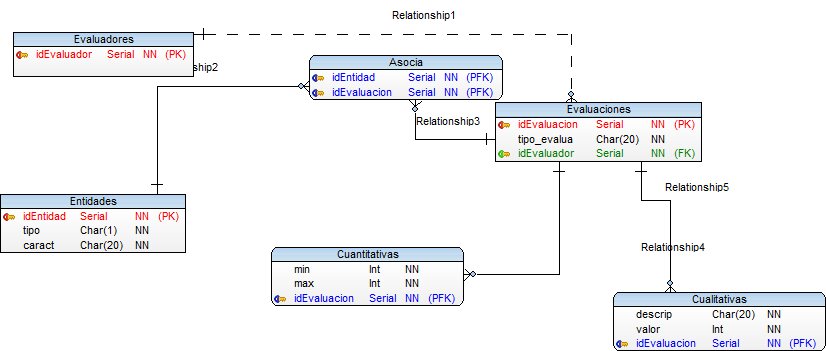 Relationship1
Evaluadores
idEvaluador Serial NN (PK)
ship2
Asocia
idEntidad Serial NN (PFK)
idEvaluacion Serial NN (PFK)
Relationship3
Evaluaciones
idEvaluacion Serial NN (PK)
tipo_evalua Char(20) NN
idEvaluador Serial NN (FK)
Relationship5
Entidades
idEntidad Serial NN (PK)
tipo Char(1) NN
caract Char(20) NN
Relationship4
Cuantitativas
min Int NN
max Int NN
idEvaluacion Serial NN (PFK)
Cualitativas
descrip Char(20) NN
valor Int NN
idEvaluacion Serial NN (PFK)